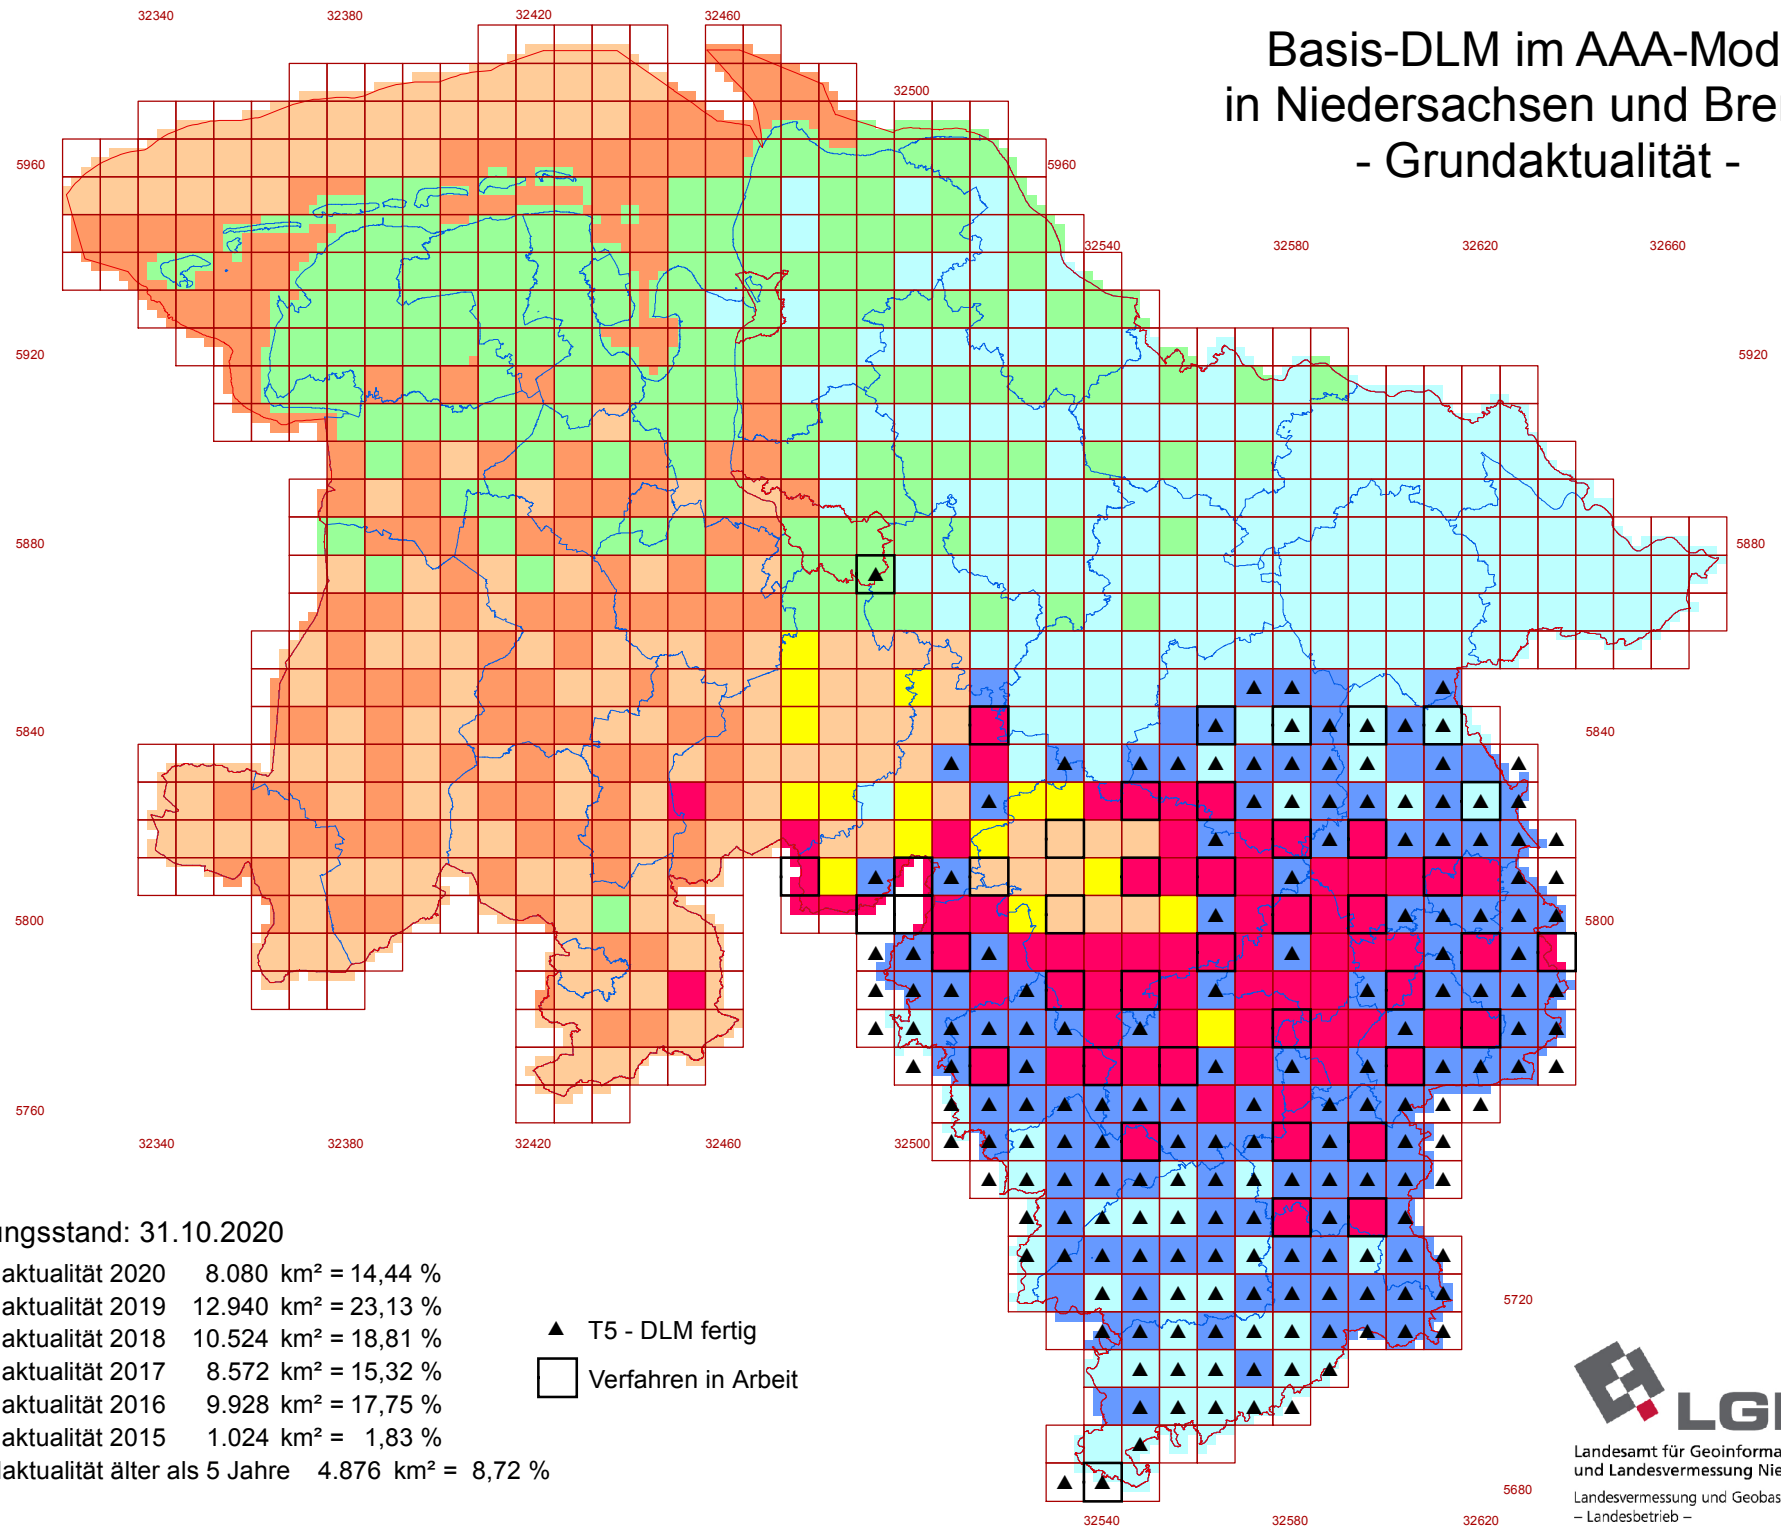 32340 32380 32420 32460
Basis-DLM im AAA-Mod
in Niedersachsen und Bre
- Grundaktualität -
32500
5960 5960
32540 32580 32620 32660
5920 5920
5880 5880
5840 5840
5800 5800
5760
32340 32380 32420 32460 32500
ungsstand: 31.10.2020
aktualität 2020 8.080 km² = 14,44 %
aktualität 2019 12.940 km² = 23,13 %
aktualität 2018 10.524 km² = 18,81 %
aktualität 2017 8.572 km² = 15,32 %
aktualität 2016 9.928 km² = 17,75 %
aktualität 2015 1.024 km² = 1,83 %
aktualität älter als 5 Jahre 4.876 km² = 8,72 %
T5 - DLM fertig
Verfahren in Arbeit
5720
5680
32540 32580 32620
LGL
Landesamt für Geoinforma
und Landesvermessung Nie
Landesvermessung und Geobas
– Landesbetrieb –